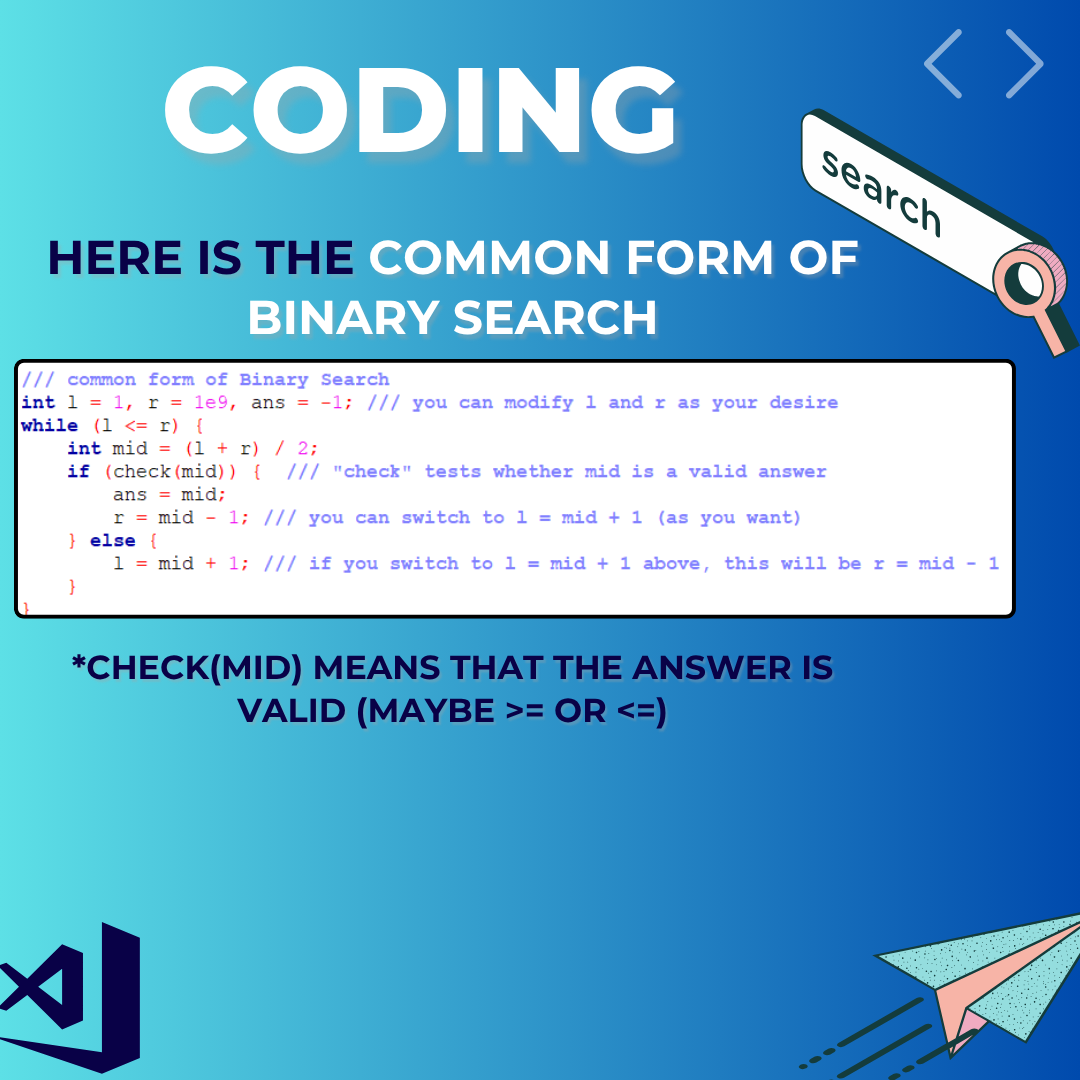 CODING
search
HERE IS THE COMMON FORM OF
BINARY SEARCH
/// common form of Binary Search
int l = 1, r = 1e9, ans = -1; /// you can modify l and r as your desire
while (l <= r) {
    int mid = (l + r) / 2;
    if (check(mid)) {  /// "check" tests whether mid is a valid answer
        ans = mid;
        r = mid - 1; /// you can switch to l = mid + 1 (as you want)
    } else {
        l = mid + 1; /// if you switch to l = mid + 1 above, this will be r = mid - 1
    }
}
*CHECK(MID) MEANS THAT THE ANSWER IS
VALID (MAYBE >= OR <=)